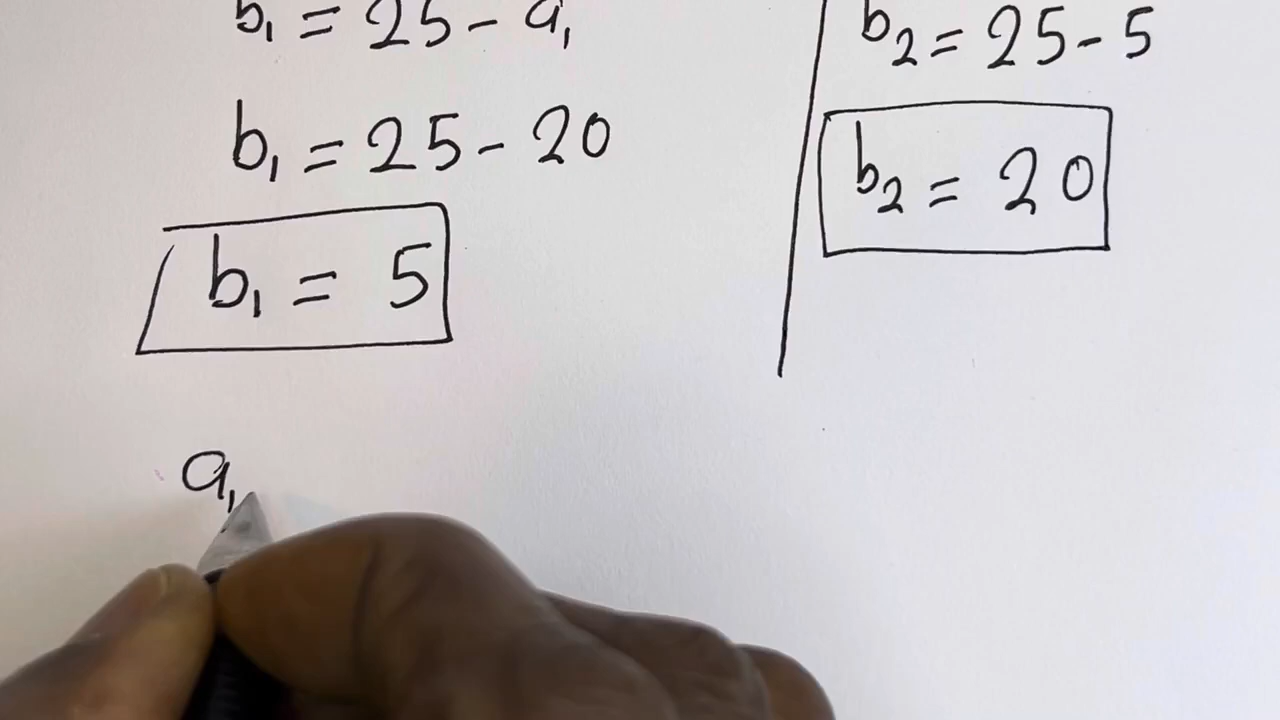 b₁ = 25 - a₁
b₁ = 25 - 20
b₁ = 5
a₁
b₂ = 25 - 5
b₂ = 20